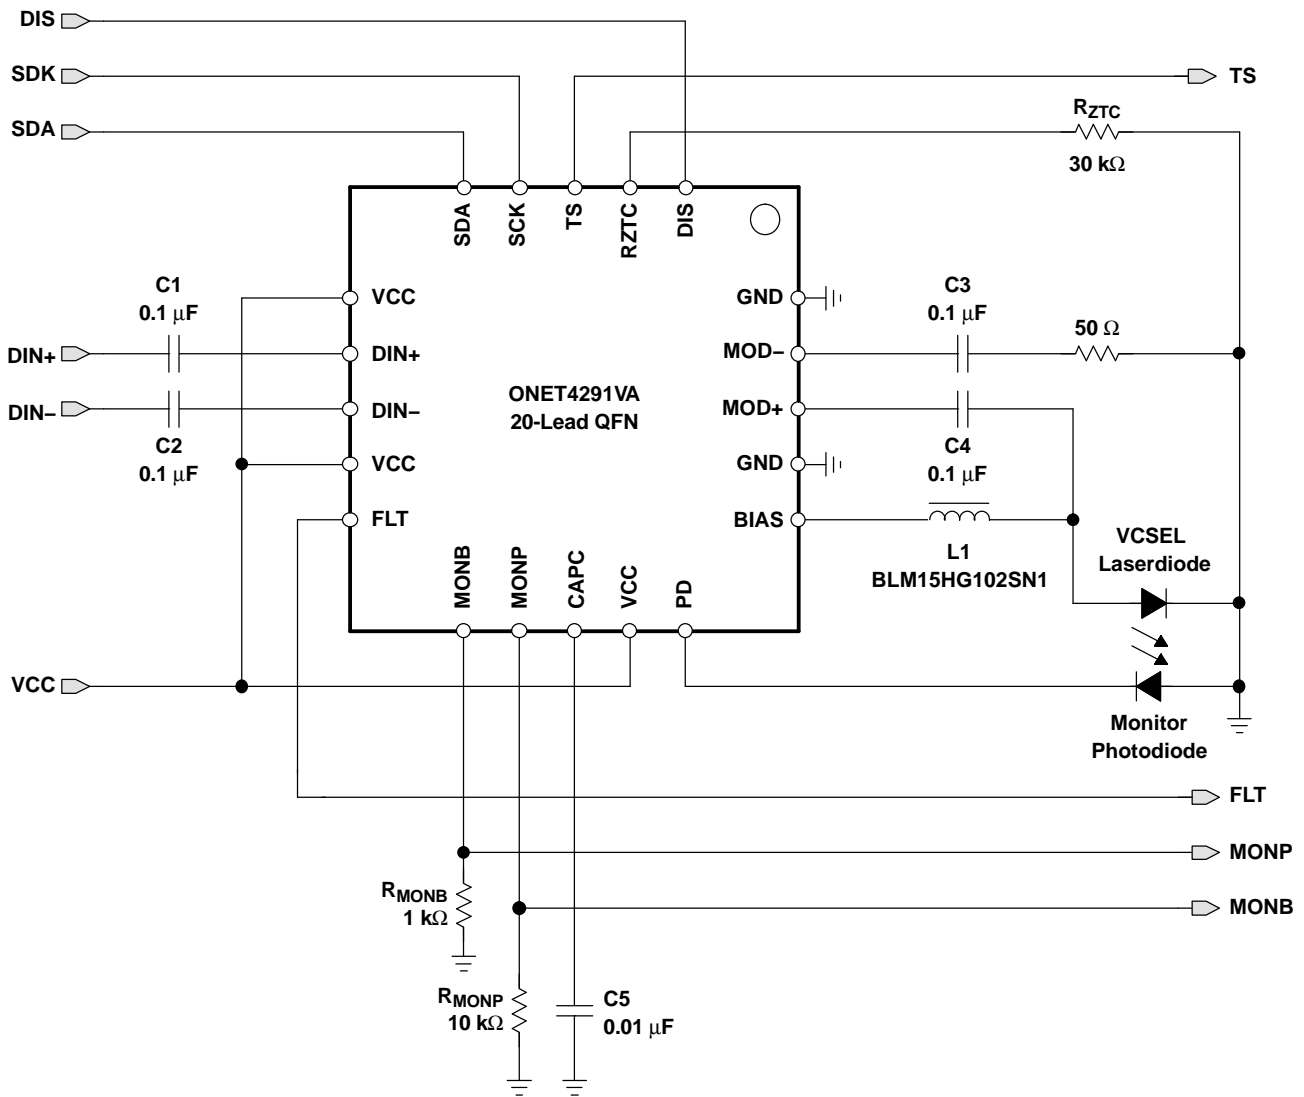 DIS
SDK
TS
SDA
R_ZTC
30 kΩ
SDA
SCK
TS
RZTC
DIS
C1
0.1 μF
VCC
GND
C3
0.1 μF
50 Ω
DIN+
DIN+
MOD–
ONET4291VA
20-Lead QFN
DIN–
DIN–
MOD+
C2
0.1 μF
VCC
GND
C4
0.1 μF
FLT
BIAS
L1
BLM15HG102SN1
VCSEL
Laserdiode
MONB
MONP
CAPC
VCC
PD
VCC
Monitor
Photodiode
FLT
MONP
R_MONB
1 kΩ
MONB
R_MONP
10 kΩ
C5
0.01 μF